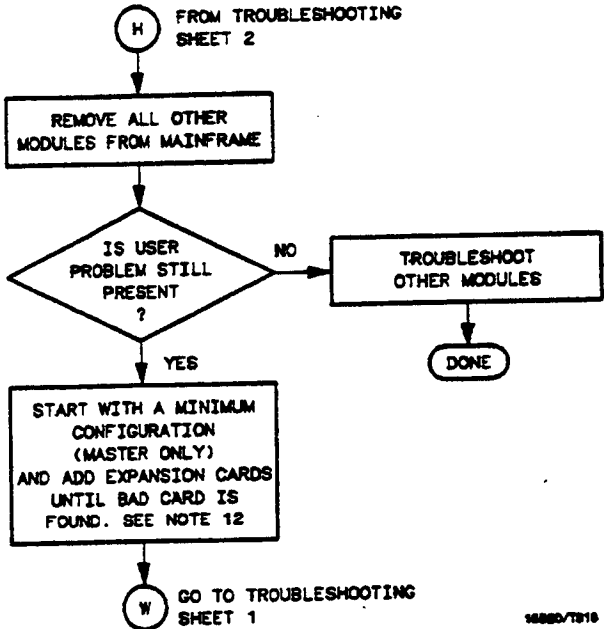 H
FROM TROUBLESHOOTING
SHEET 2
REMOVE ALL OTHER
MODULES FROM MAINFRAME
IS USER
PROBLEM STILL
PRESENT
?
NO
TROUBLESHOOT
OTHER MODULES
DONE
YES
START WITH A MINIMUM
CONFIGURATION
(MASTER ONLY)
AND ADD EXPANSION CARDS
UNTIL BAD CARD IS
FOUND. SEE NOTE 12
W
GO TO TROUBLESHOOTING
SHEET 1